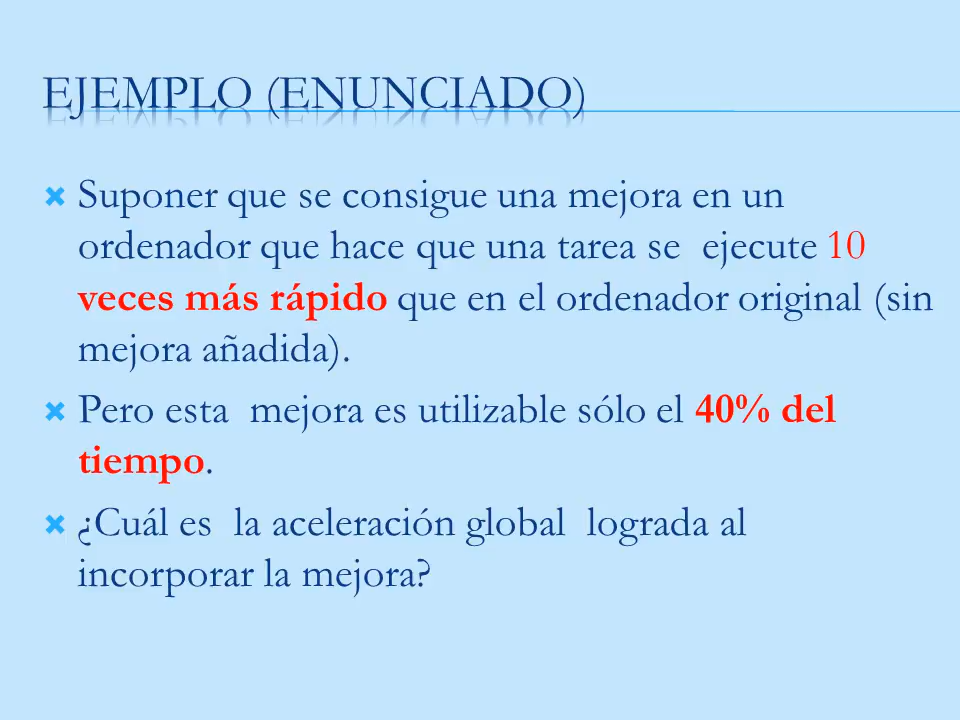 EJEMPLO (ENUNCIADO)
Suponer que se consigue una mejora en un
ordenador que hace que una tarea se ejecute 10
veces más rápido que en el ordenador original (sin
mejora añadida).
Pero esta mejora es utilizable sólo el 40% del
tiempo.
¿Cuál es la aceleración global lograda al
incorporar la mejora?